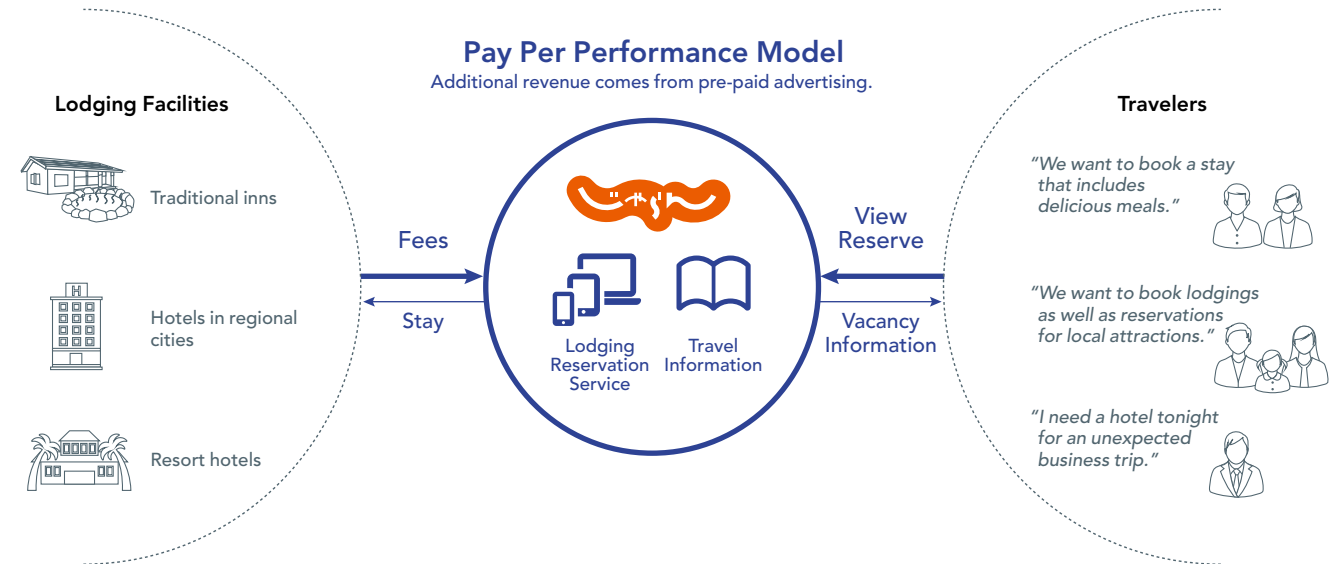 Pay Per Performance Model
Additional revenue comes from pre-paid advertising.
Lodging Facilities
Traditional inns
H
Hotels in regional
cities
Resort hotels
Fees
Stay
じゃらん
Lodging
Reservation
Service
Travel
Information
View
Reserve
Vacancy
Information
Travelers
“We want to book a stay
that includes
delicious meals.”
“We want to book lodgings
as well as reservations
for local attractions.”
“I need a hotel tonight
for an unexpected
business trip.”